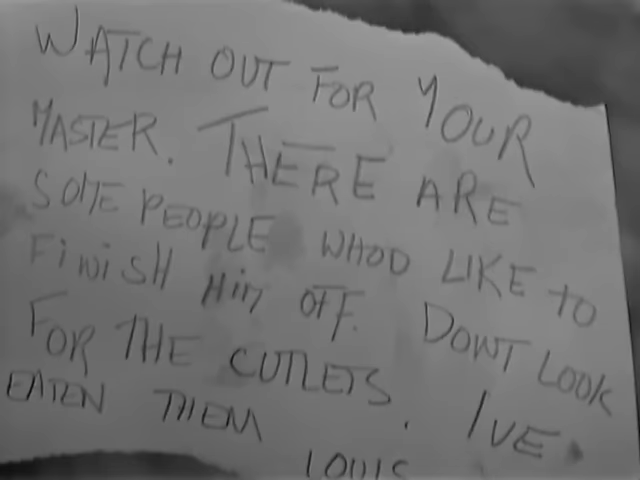 WATCH OUT FOR YOUR
MASTER. THERE ARE
SOME PEOPLE WHOD LIKE TO
FINISH HIM OFF. DONT LOOK
FOR THE CUTLETS. IVE
EATEN THEM
LOUIS